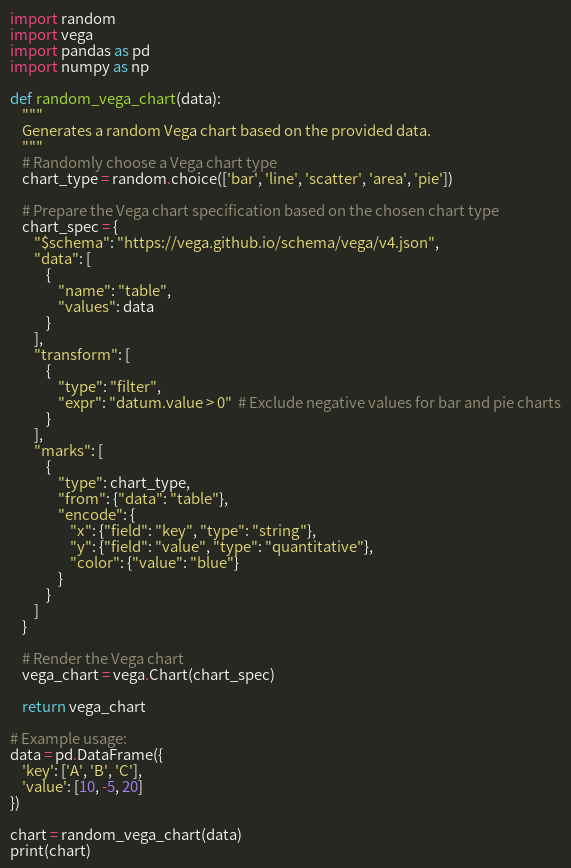 import random
import vega
import pandas as pd
import numpy as np

def random_vega_chart(data):
    """
    Generates a random Vega chart based on the provided data.
    """
    # Randomly choose a Vega chart type
    chart_type = random.choice(['bar', 'line', 'scatter', 'area', 'pie'])

    # Prepare the Vega chart specification based on the chosen chart type
    chart_spec = {
        "$schema": "https://vega.github.io/schema/vega/v4.json",
        "data": [
            {
                "name": "table",
                "values": data
            }
        ],
        "transform": [
            {
                "type": "filter",
                "expr": "datum.value > 0"  # Exclude negative values for bar and pie charts
            }
        ],
        "marks": [
            {
                "type": chart_type,
                "from": {"data": "table"},
                "encode": {
                    "x": {"field": "key", "type": "string"},
                    "y": {"field": "value", "type": "quantitative"},
                    "color": {"value": "blue"}
                }
            }
        ]
    }

    # Render the Vega chart
    vega_chart = vega.Chart(chart_spec)

    return vega_chart

# Example usage:
data = pd.DataFrame({
    'key': ['A', 'B', 'C'],
    'value': [10, -5, 20]
})

chart = random_vega_chart(data)
print(chart)